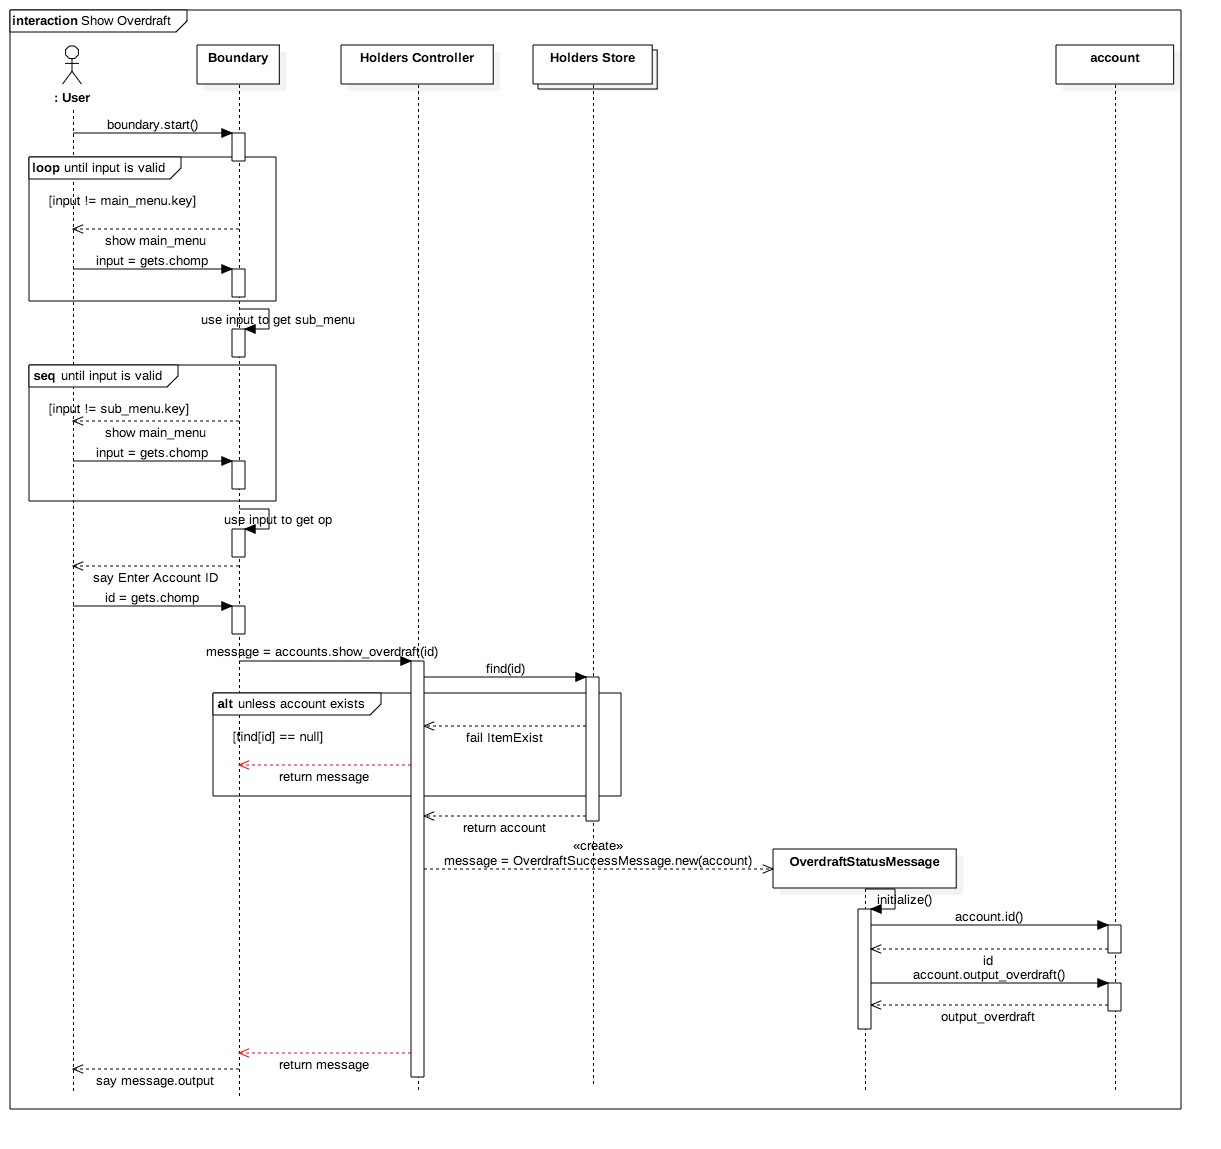 interaction Show Overdraft
: User
Boundary
Holders Controller
Holders Store
account
boundary.start()
loop until input is valid
[input != main_menu.key]
show main_menu
input = gets.chomp
use input to get sub_menu
seq until input is valid
[input != sub_menu.key]
show main_menu
input = gets.chomp
use input to get op
say Enter Account ID
id = gets.chomp
message = accounts.show_overdraft(id)
find(id)
alt unless account exists
fail ItemExist
[find[id] == null]
return message
return account
«create»
message = OverdraftSuccessMessage.new(account)
OverdraftStatusMessage
initialize()
account.id()
id
account.output_overdraft()
output_overdraft
return message
say message.output